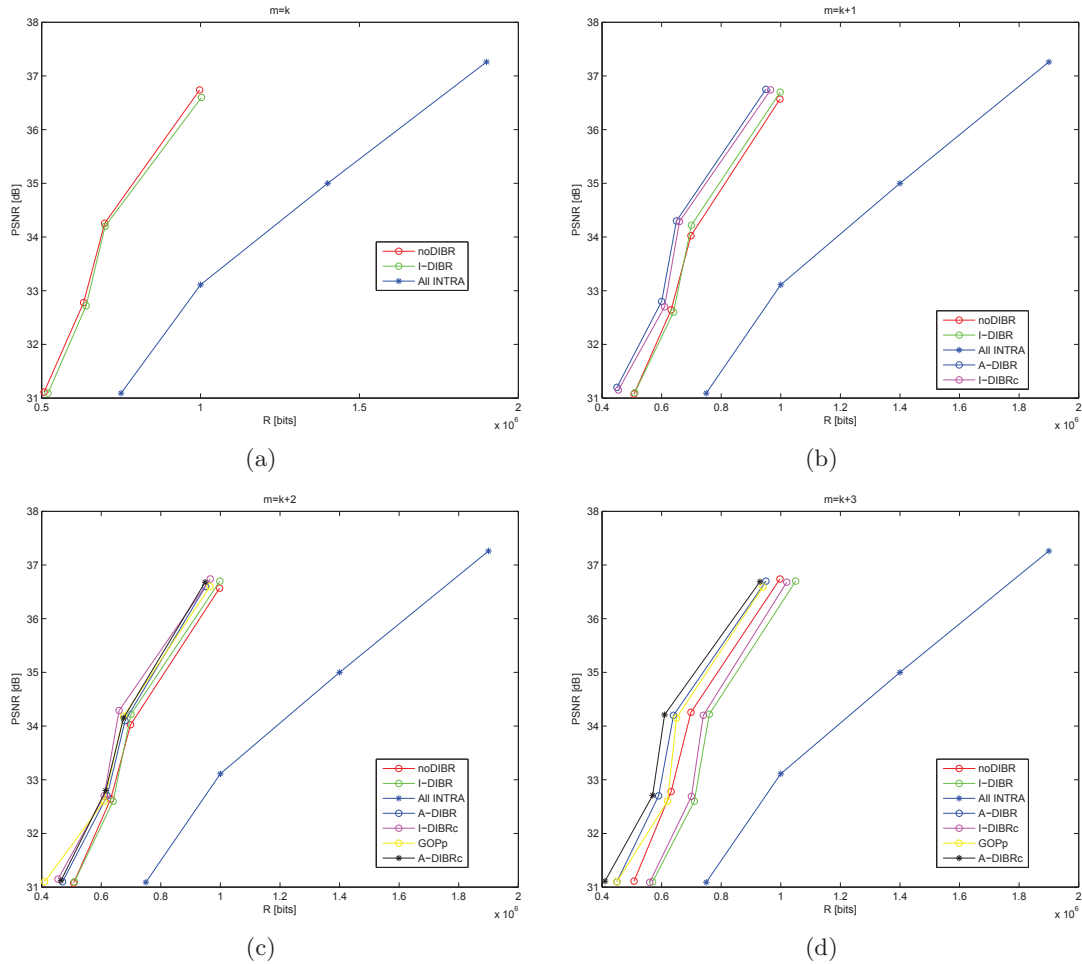 m=k
38
37
36
35
34
33
32
31
PSNR [dB]
0.5
1
1.5
2
x 10^6
R [bits]
noDIBR
I−DIBR
All INTRA
(a)
m=k+1
38
37
36
35
34
33
32
31
PSNR [dB]
0.4
0.6
0.8
1
1.2
1.4
1.6
1.8
2
x 10^6
R [bits]
noDIBR
I−DIBR
All INTRA
A−DIBR
I−DIBRc
(b)
m=k+2
38
37
36
35
34
33
32
31
PSNR [dB]
0.4
0.6
0.8
1
1.2
1.4
1.6
1.8
2
x 10^6
R [bits]
noDIBR
I−DIBR
All INTRA
A−DIBR
I−DIBRc
GOPp
A−DIBRc
(c)
m=k+3
38
37
36
35
34
33
32
31
PSNR [dB]
0.4
0.6
0.8
1
1.2
1.4
1.6
1.8
2
x 10^6
R [bits]
noDIBR
I−DIBR
All INTRA
A−DIBR
I−DIBRc
GOPp
A−DIBRc
(d)